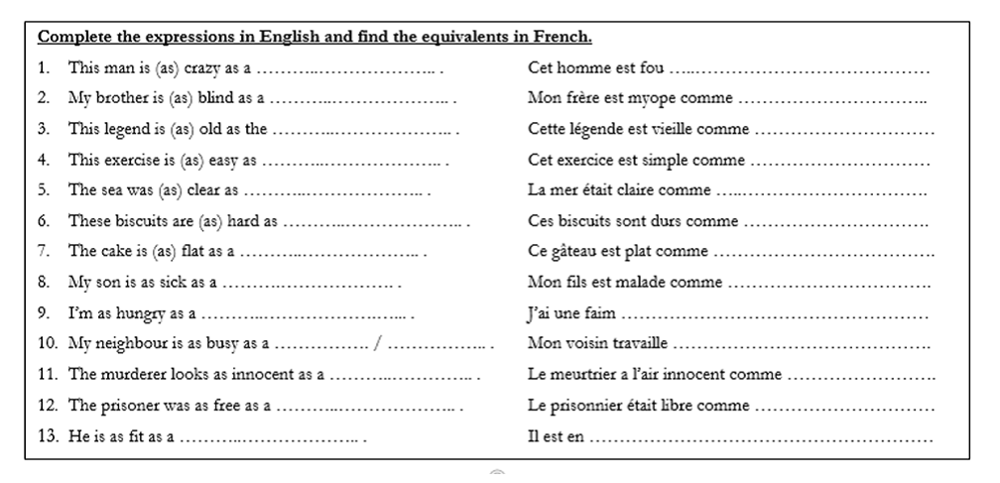 Complete the expressions in English and find the equivalents in French.
1. This man is (as) crazy as a ………..……………….. . Cet homme est fou …..………………………………
2. My brother is (as) blind as a ………..……………….. . Mon frère est myope comme ………………………..
3. This legend is (as) old as the ………..……………….. . Cette légende est vieille comme ………………………
4. This exercise is (as) easy as ………..……………….. . Cet exercice est simple comme ………………………
5. The sea was (as) clear as ………..……………….. . La mer était claire comme …..……………………….
6. These biscuits are (as) hard as ………..……………….. . Ces biscuits sont durs comme ……………………….
7. The cake is (as) flat as a ………..……………….. . Ce gâteau est plat comme …………………………….
8. My son is as sick as a ………..……………….. . Mon fils est malade comme ………………………….
9. I’m as hungry as a ………..……………….…... . J’ai une faim …………………………………………
10. My neighbour is as busy as a ……………… / ……………….. . Mon voisin travaille ………………………………….
11. The murderer looks as innocent as a ………..………….. . Le meurtrier a l’air innocent comme ………………….
12. The prisoner was as free as a ………..……………….. . Le prisonnier était libre comme ………………………
13. He is as fit as a ………..……………….. . Il est en ………………………………………………